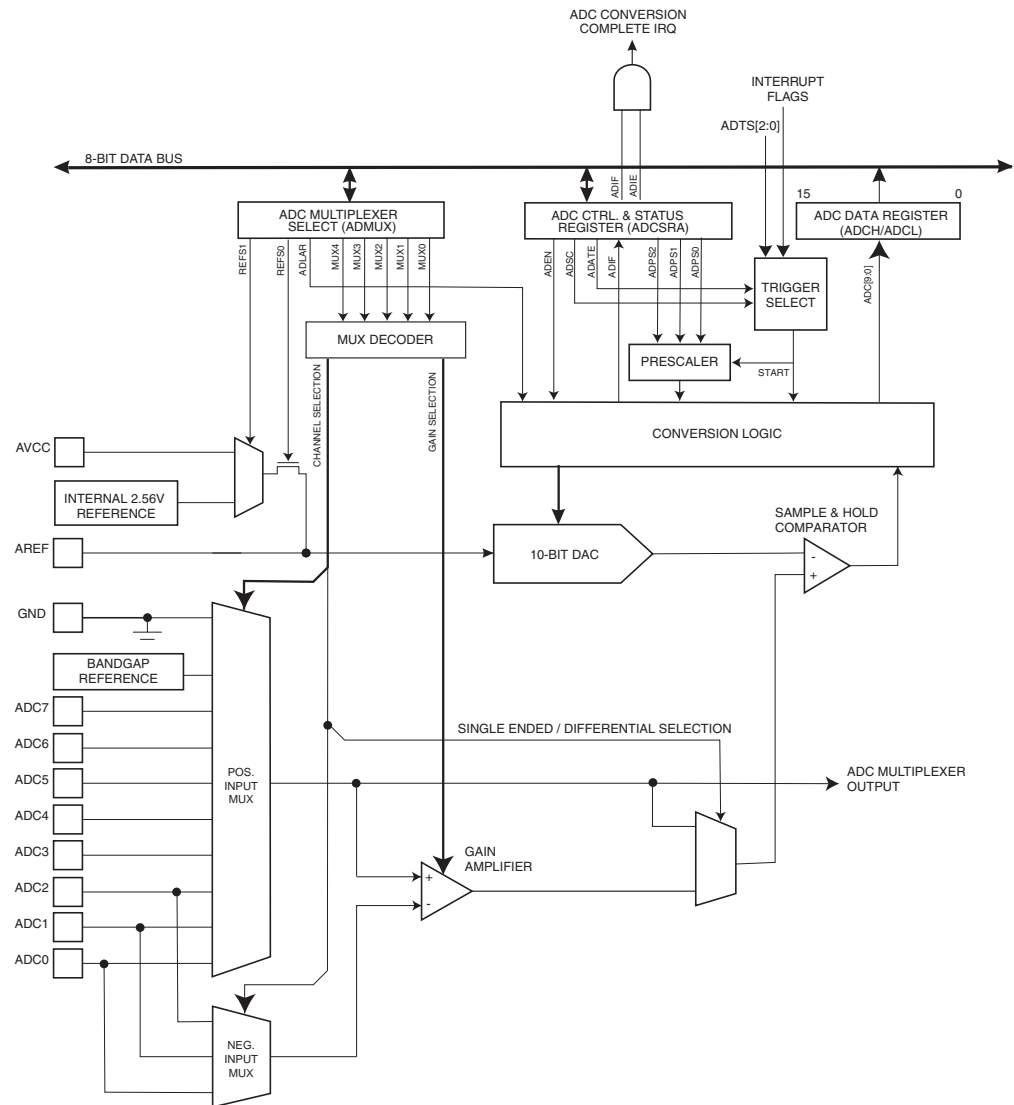 ADC CONVERSION
COMPLETE IRQ
INTERRUPT
FLAGS
ADTS[2:0]
8-BIT DATA BUS
ADIF
ADIE
15
0
ADC MULTIPLEXER
SELECT (ADMUX)
ADC CTRL. & STATUS
REGISTER (ADCSRA)
ADC DATA REGISTER
(ADCH/ADCL)
REFS1
REFS0
ADLAR
MUX4
MUX3
MUX2
MUX1
MUX0
ADEN
ADSC
ADATE
ADIF
ADPS2
ADPS1
ADPS0
ADC[9:0]
TRIGGER
SELECT
MUX DECODER
PRESCALER
START
CHANNEL SELECTION
GAIN SELECTION
CONVERSION LOGIC
AVCC
INTERNAL 2.56V
REFERENCE
SAMPLE & HOLD
COMPARATOR
AREF
10-BIT DAC
-
+
GND
BANDGAP
REFERENCE
ADC7
SINGLE ENDED / DIFFERENTIAL SELECTION
ADC6
ADC5
POS.
INPUT
MUX
ADC MULTIPLEXER
OUTPUT
ADC4
ADC3
GAIN
AMPLIFIER
+
-
ADC2
ADC1
ADC0
NEG.
INPUT
MUX